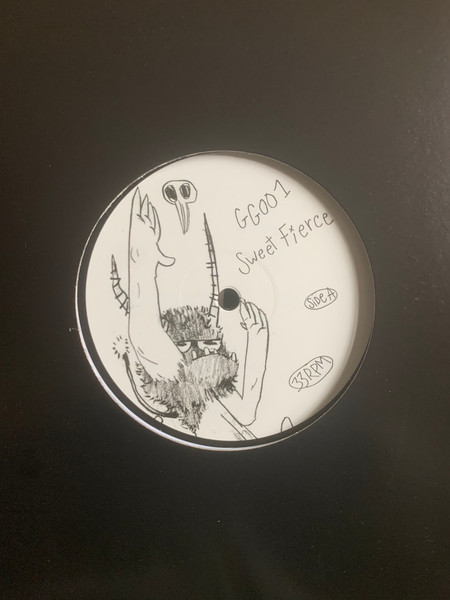 GG001
Sweet Fierce
Side A
33RPM